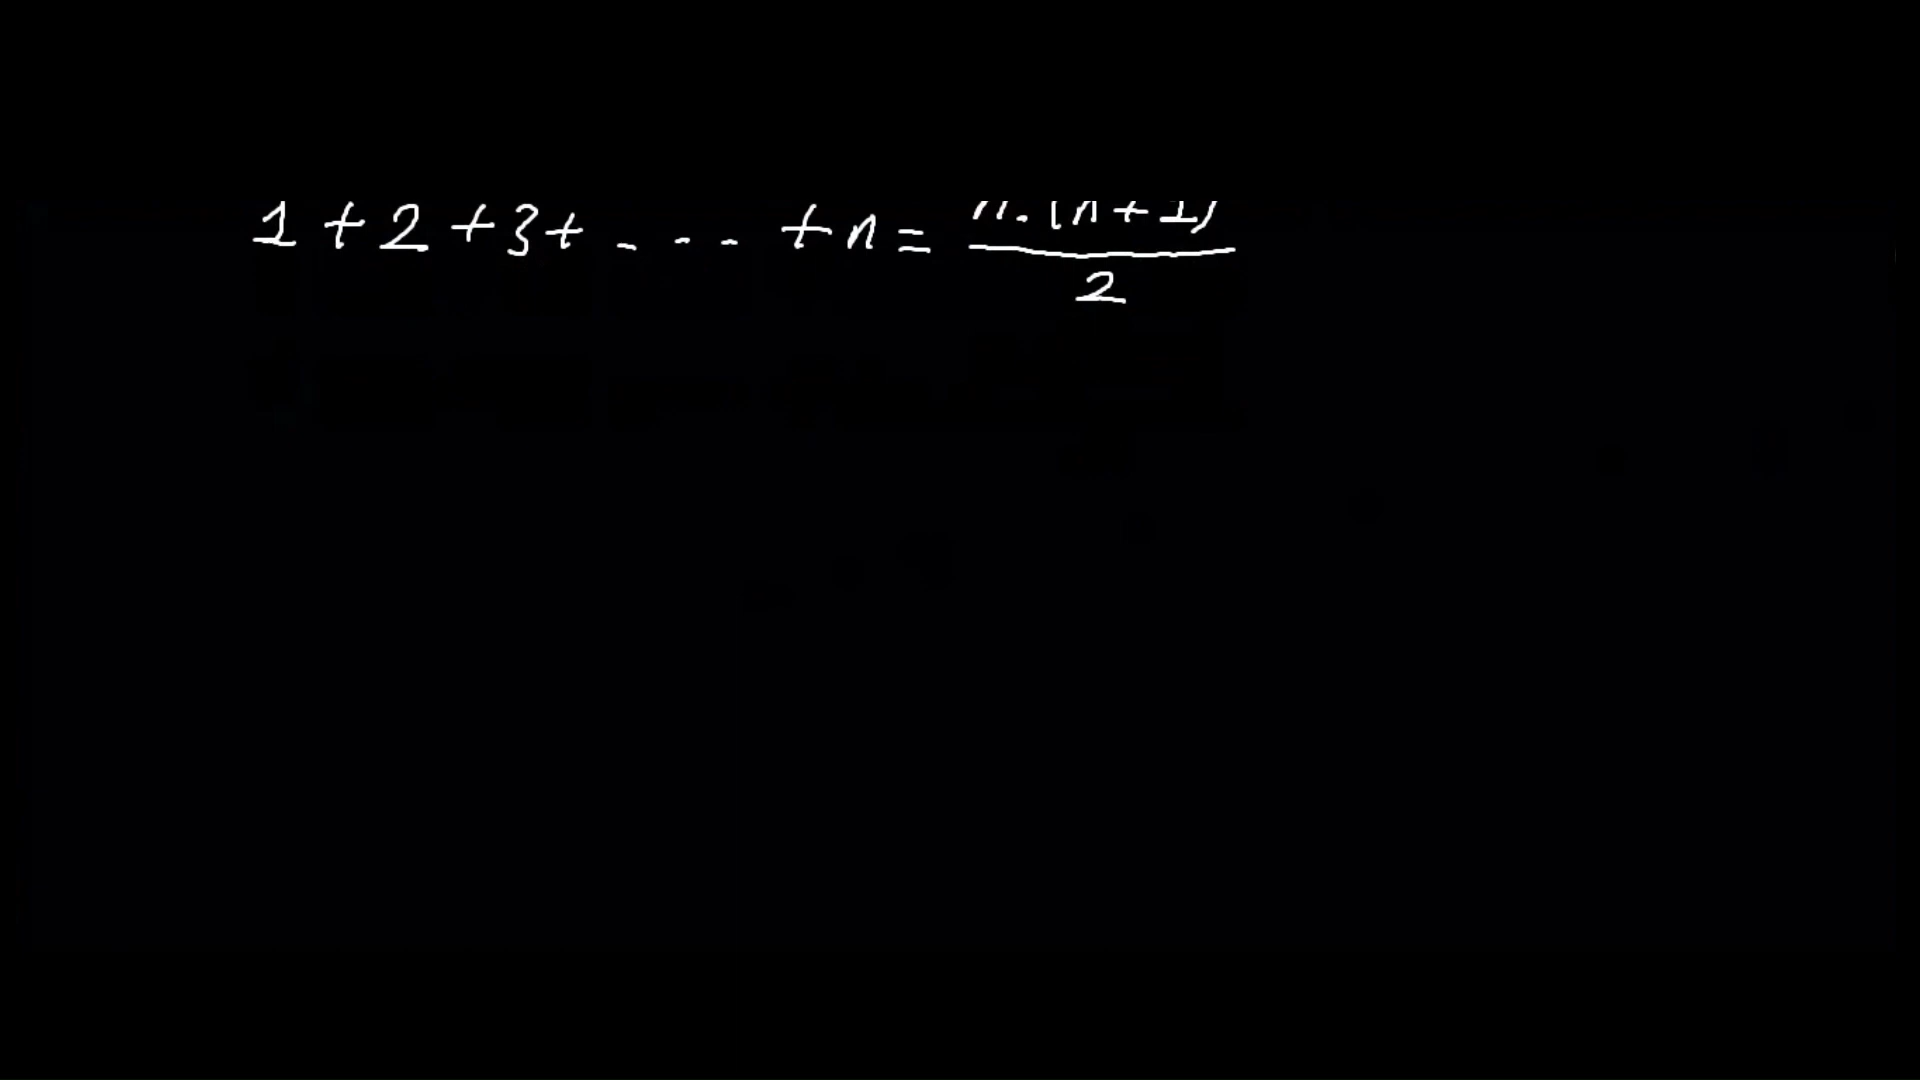 1 + 2 + 3 + . . . . + n = n.(n+1)/2